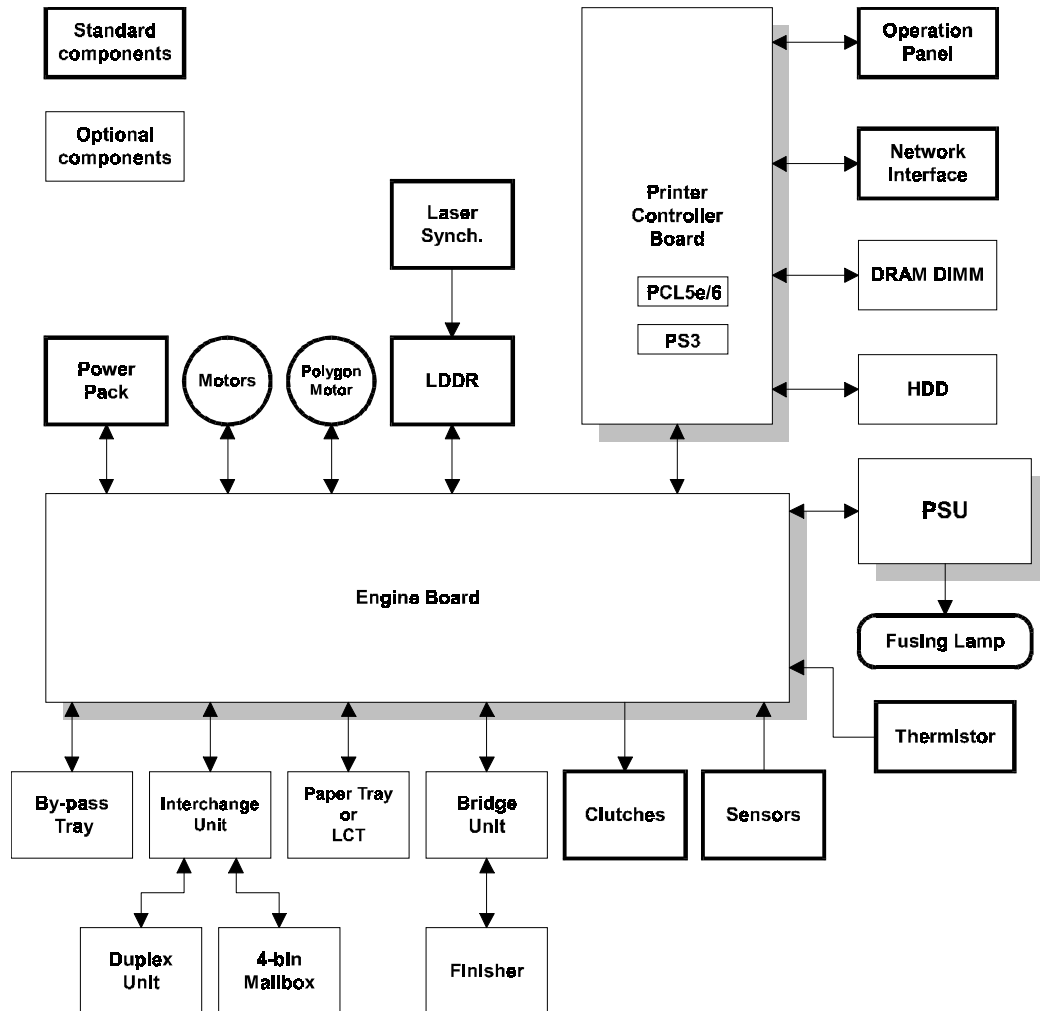 Standard
components
Optional
components
Operation
Panel
Network
Interface
Printer
Controller
Board
Laser
Synch.
DRAM DIMM
PCL5e/6
PS3
Power
Pack
Motors
Polygon
Motor
LDDR
HDD
PSU
Engine Board
Fusing Lamp
Thermistor
By-pass
Tray
Interchange
Unit
Paper Tray
or
LCT
Bridge
Unit
Clutches
Sensors
Duplex
Unit
4-bin
Mailbox
Finisher